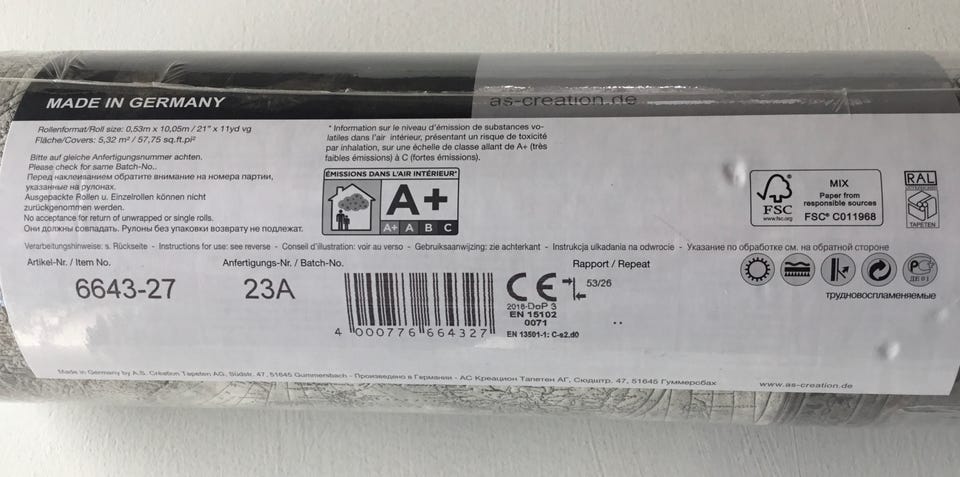 MADE IN GERMANY
as-creation.de
Rollenformat/Roll size: 0,53m x 10,05m / 21" x 11yd vg
Fläche/Covers: 5,32 m² / 57,75 sq.ft.pi²
Bitte auf gleiche Anfertigungsnummer achten.
Please check for same Batch-No..
Перед наклеиванием обратите внимание на номера партии,
указанные на рулонах.
Ausgepackte Rollen u. Einzelrollen können nicht
zurückgenommen werden.
No acceptance for return of unwrapped or single rolls.
Они должны совпадать. Рулоны без упаковки возврату не подлежат.
* Information sur le niveau d'émission de substances vo-
latiles dans l'air intérieur, présentant un risque de toxicité
par inhalation, sur une échelle de classe allant de A+ (très
faibles émissions) à C (fortes émissions).
ÉMISSIONS DANS L'AIR INTÉRIEUR*
A+
A+ A B C
FSC
www.fsc.org
MIX
Paper from
responsible sources
FSC® C011968
RAL
TAPETEN
Verarbeitungshinweise: s. Rückseite - Instructions for use: see reverse - Conseil d'illustration: voir au verso - Gebruiksaanwijzing: zie achterkant - Instrukcja ulkadania na odwrocie - Указание по обработке см. на обратной стороне
Artikel-Nr. / Item No.
6643-27
Anfertigungs-Nr. / Batch-No.
23A
4 000776 664327
CE
2018-DoP 3
EN 15102
0071
EN 13501-1: C-s2.d0
Rapport / Repeat
53/26
ДЕ 01
трудновоспламеняемые
Made in Germany by A.S. Création Tapeten AG, Südstr. 47, 51645 Gummersbach - Произведено в Германии - АС Креацион Тапетен АГ, Сюдштр. 47, 51645 Гуммерсбах
www.as-creation.de